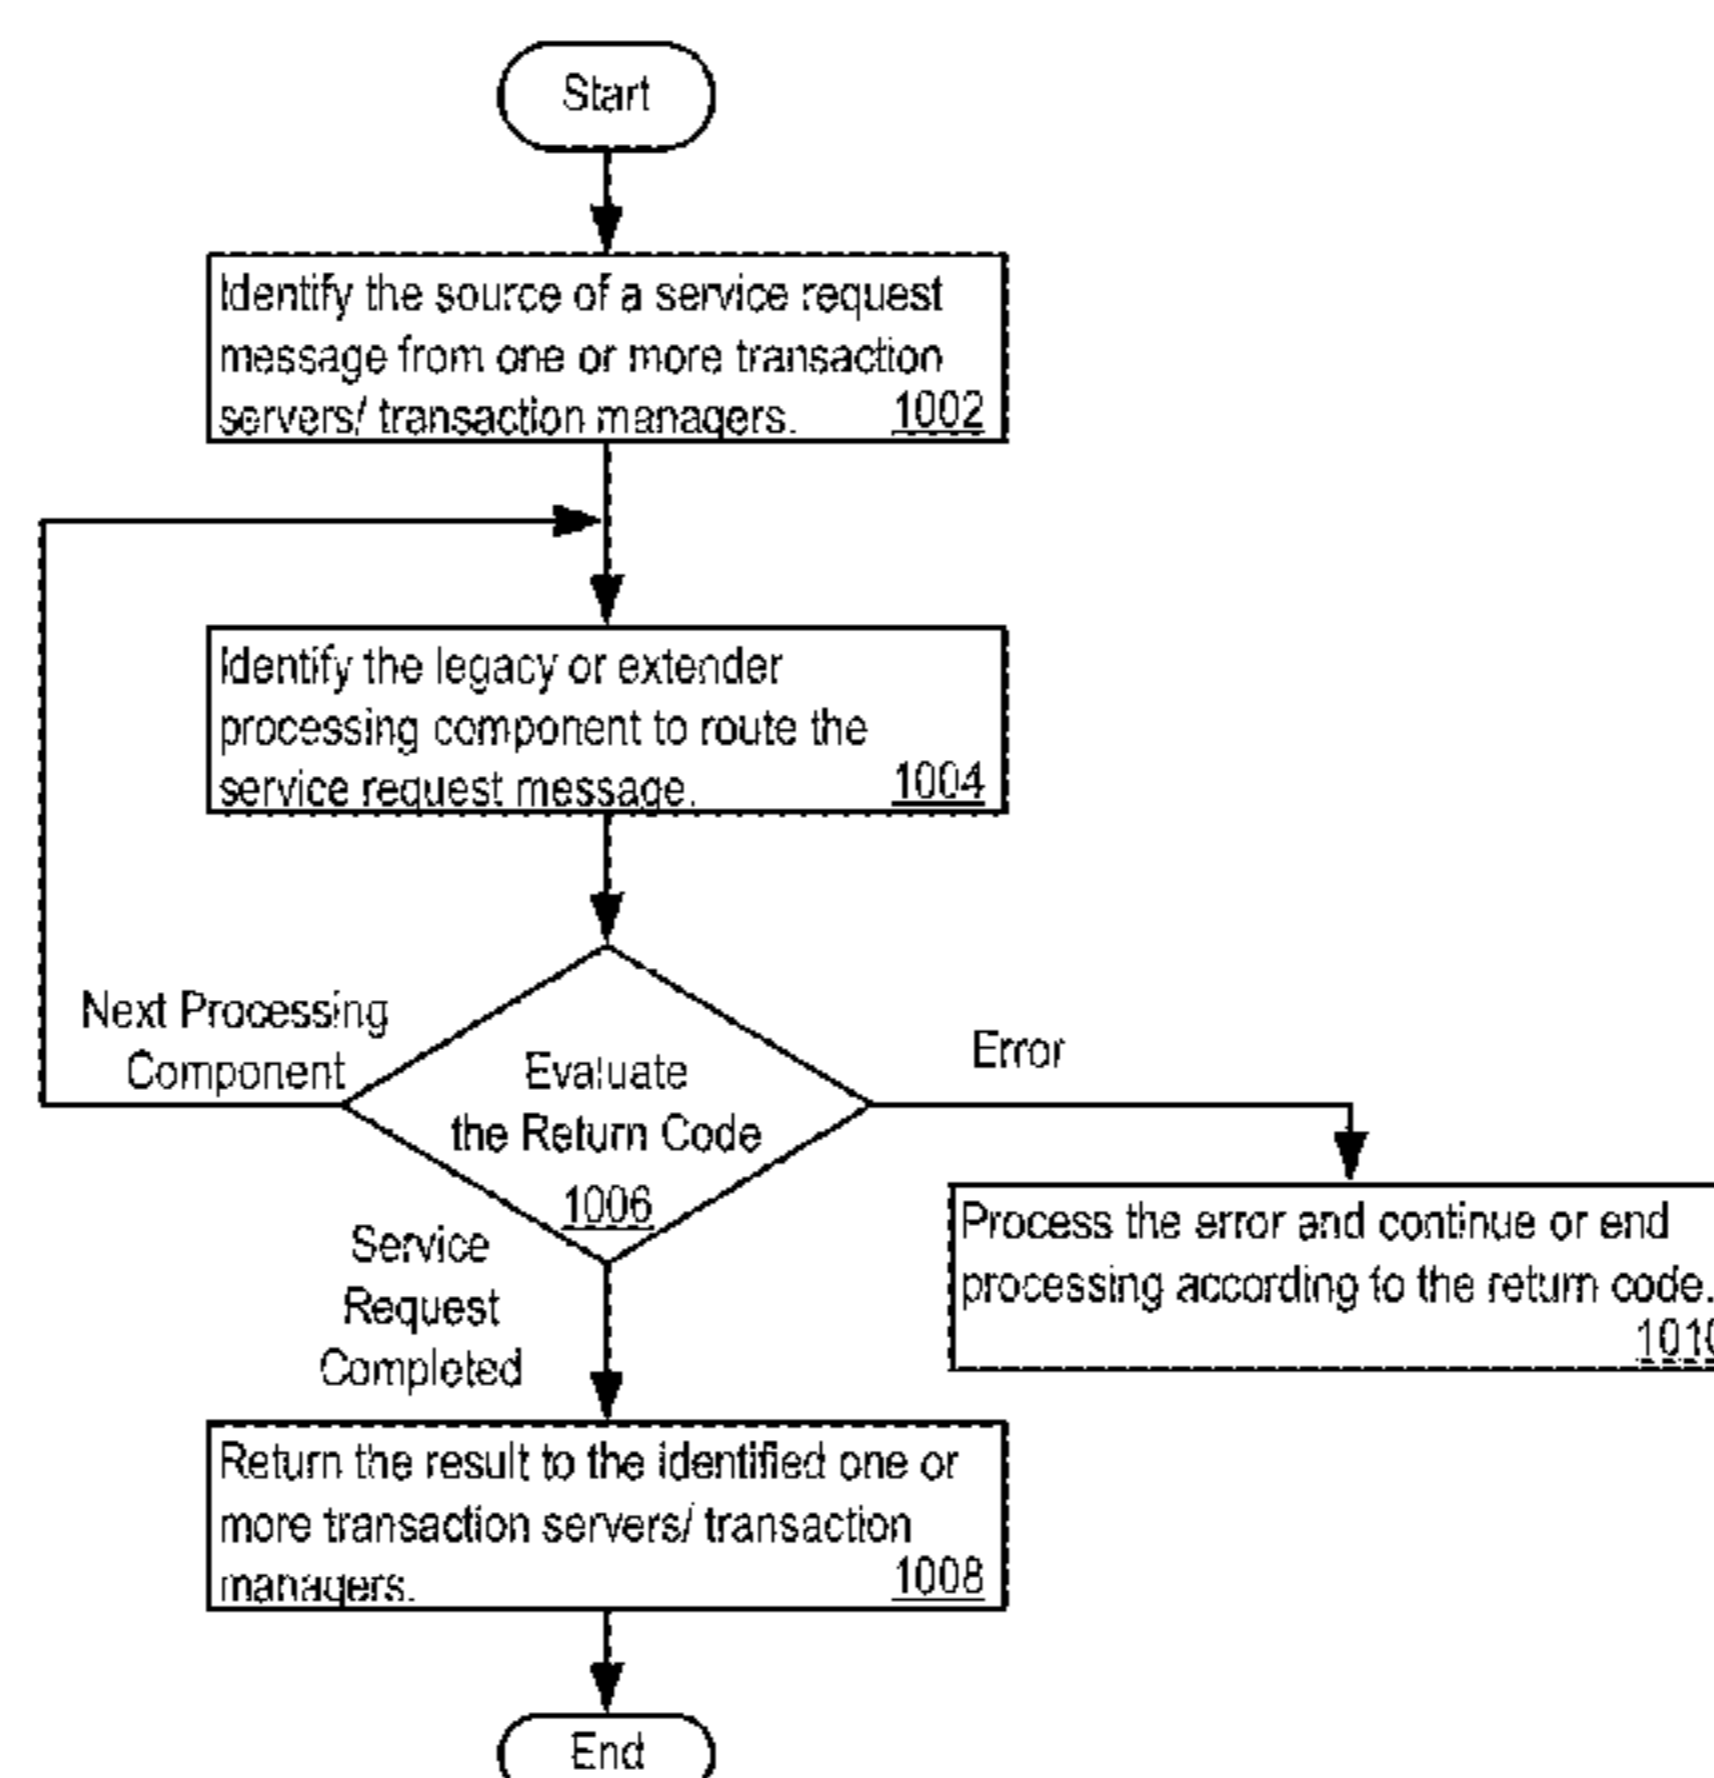 Start
Identify the source of a service request
message from one or more transaction
servers/ transaction managers.
1002
Identify the legacy or extender
processing component to route the
service request message.
1004
Next Processing
Component
Evaluate
the Return Code
1006
Error
Process the error and continue or end
processing according to the return code.
Service
Request
Completed
Return the result to the identified one or
more transaction servers/ transaction
managers.
1008
End